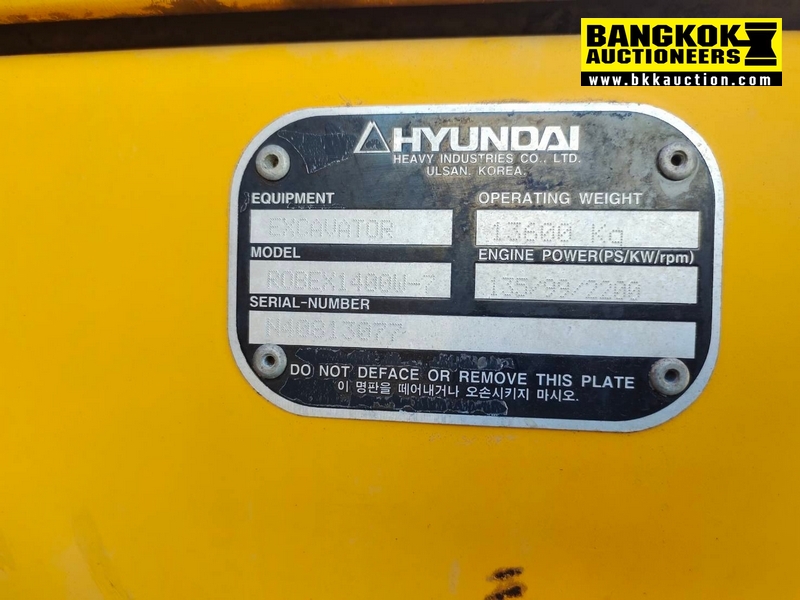 BANGKOK
AUCTIONEERS
www.bkkauction.com
HYUNDAI
HEAVY INDUSTRIES CO., LTD.
ULSAN, KOREA.
EQUIPMENT OPERATING WEIGHT
EXCAVATOR 13600 Kg
MODEL ENGINE POWER(PS/KW/rpm)
ROBEX1400W-7 135/99/2200
SERIAL-NUMBER
N40813077
DO NOT DEFACE OR REMOVE THIS PLATE
이 명판을 떼어내거나 오손시키지 마시오.